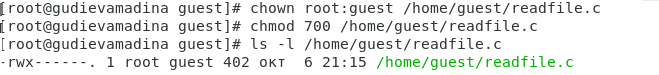 [root@gudievamadina guest]# chown root:guest /home/guest/readfile.c
[root@gudievamadina guest]# chmod 700 /home/guest/readfile.c
[root@gudievamadina guest]# ls -l /home/guest/readfile.c
-rwx------. 1 root guest 402 окт  6 21:15 /home/guest/readfile.c